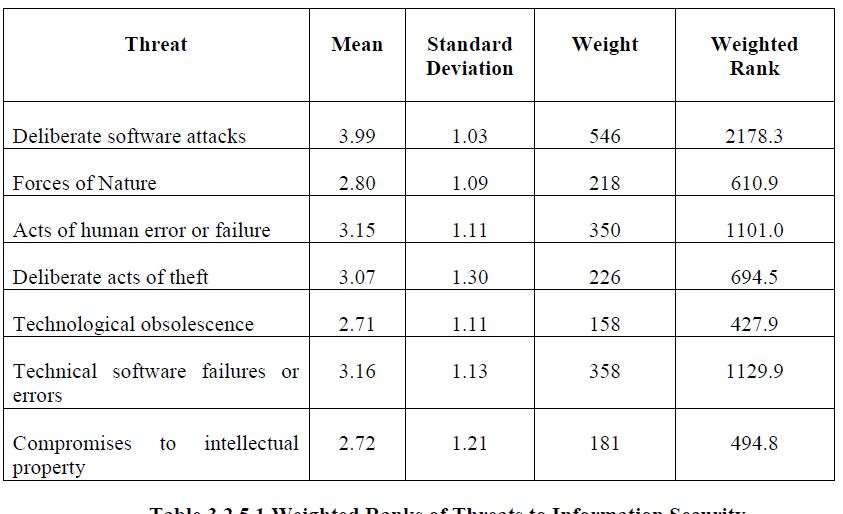 Threat Mean Standard Deviation Weight Weighted Rank
Deliberate software attacks 3.99 1.03 546 2178.3
Forces of Nature 2.80 1.09 218 610.9
Acts of human error or failure 3.15 1.11 350 1101.0
Deliberate acts of theft 3.07 1.30 226 694.5
Technological obsolescence 2.71 1.11 158 427.9
Technical software failures or errors 3.16 1.13 358 1129.9
Compromises to intellectual property 2.72 1.21 181 494.8
Table 3.2.5.1 Weighted Ranks of Threats to Information Security